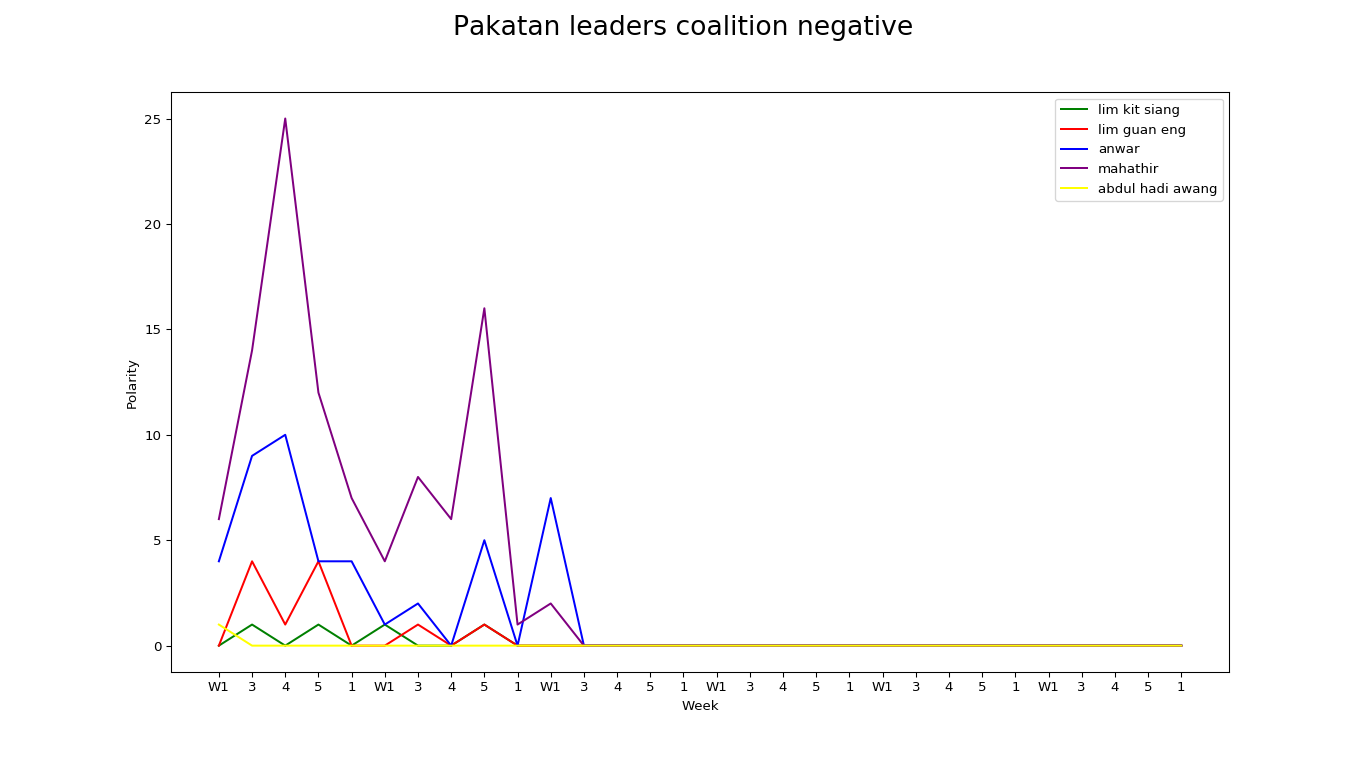 Pakatan leaders coalition negative
lim kit siang
lim guan eng
anwar
mahathir
abdul hadi awang
25
20
15
10
5
0
Polarity
W1 3 4 5 1 W1 3 4 5 1 W1 3 4 5 1 W1 3 4 5 1 W1 3 4 5 1 W1 3 4 5 1
Week